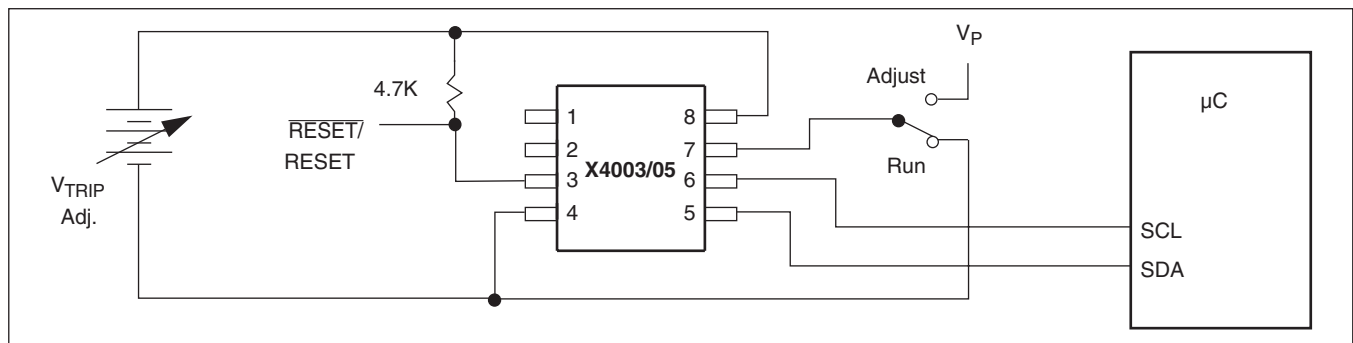 V_P
Adjust
µC
4.7K
1
8
RESET/
RESET
2
7
X4003/05
Run
3
6
V_TRIP
Adj.
4
5
SCL
SDA